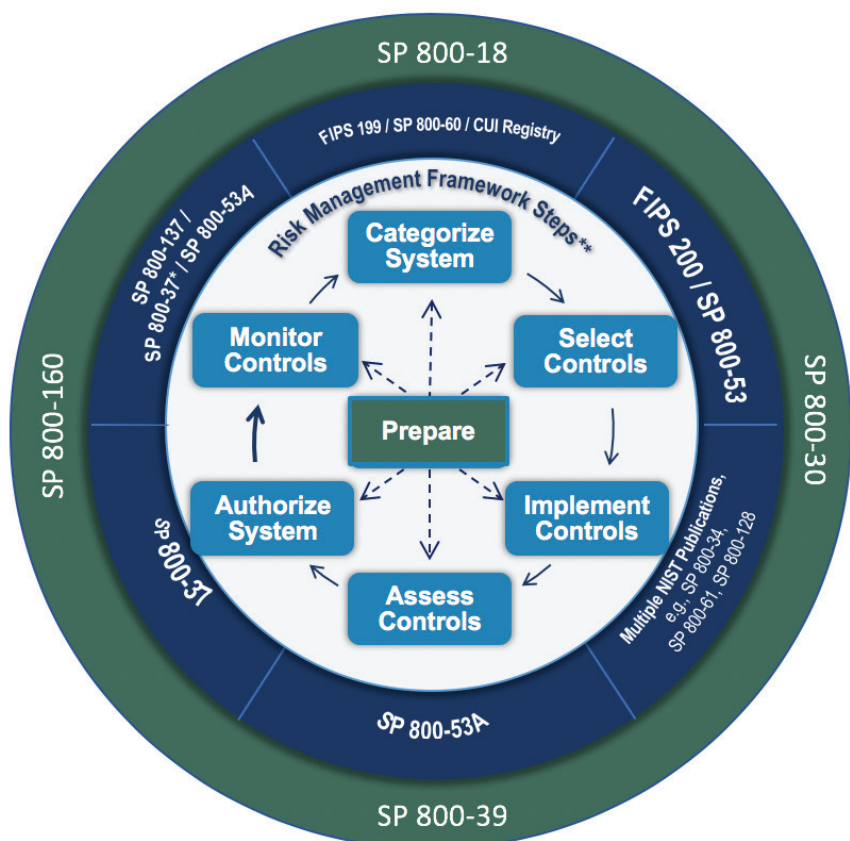 SP 800-18
FIPS 199 / SP 800-60 / CUI Registry
Risk Management Framework Steps**
Categorize
System
SP 800-137 /
SP 800-37* / SP 800-53A
FIPS 200 / SP 800-53
Monitor
Controls
Select
Controls
SP 800-160
Prepare
SP 800-30
Authorize
System
Implement
Controls
SP 800-37
Multiple NIST Publications,
e.g., SP 800-34,
SP 800-61, SP 800-128
Assess
Controls
SP 800-53A
SP 800-39